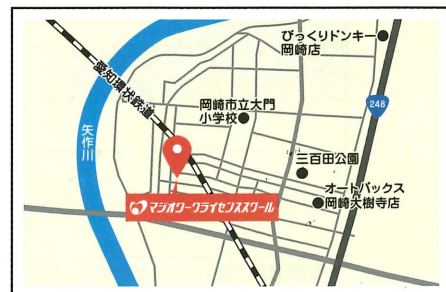 びっくりドンキー
岡崎店
愛知環状鉄道
248
岡崎市立大門
小学校
矢作川
三百田公園
オートバックス
岡崎大樹寺店
マジオワークライセンススクール